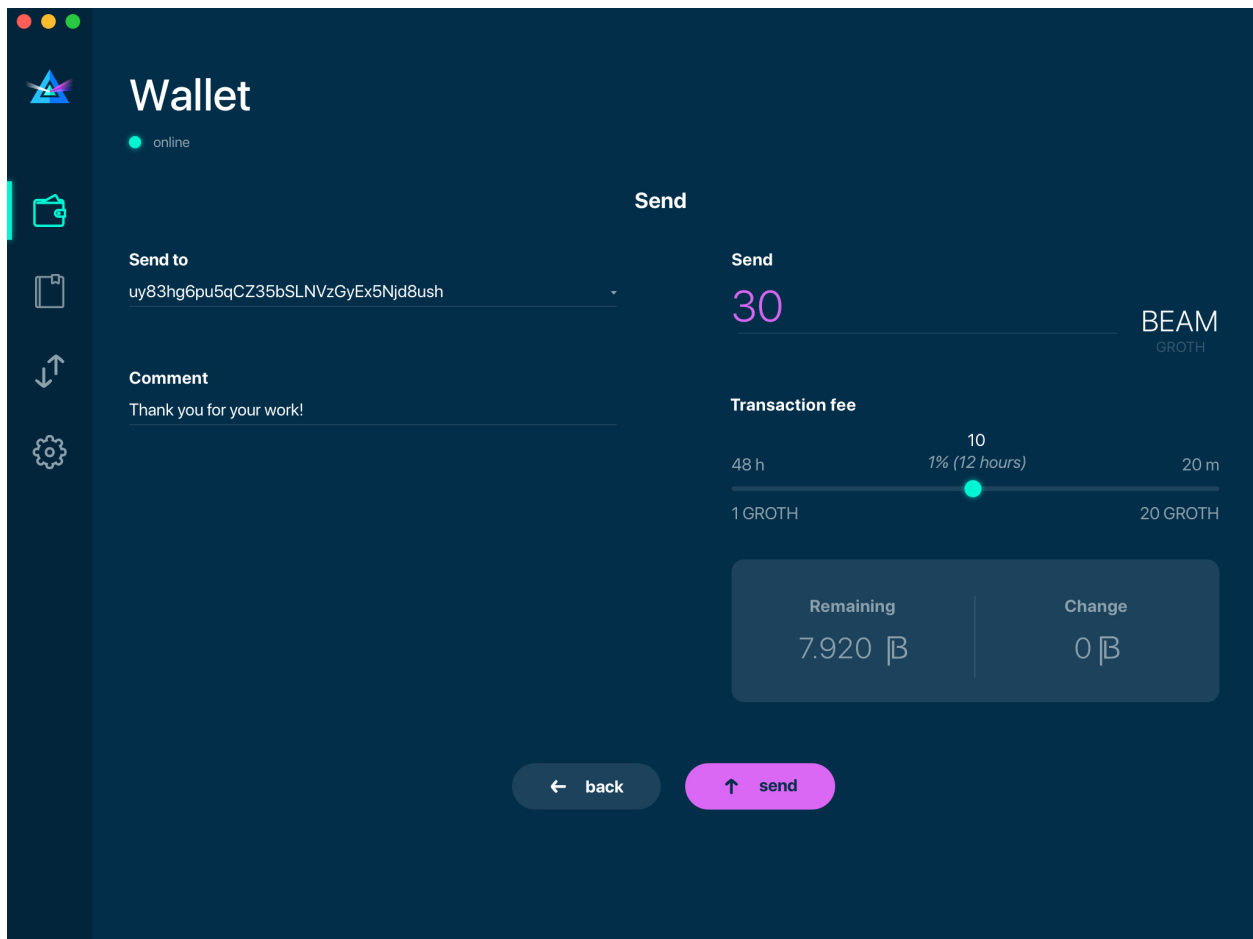 Wallet
online
Send
Send to
uy83hg6pu5qCZ35bSLNVzGyEx5Njd8ush
Comment
Thank you for your work!
Send
30
BEAM
GROTH
Transaction fee
10
48 h 1% (12 hours) 20 m
1 GROTH 20 GROTH
Remaining Change
7.920 B 0 B
back send